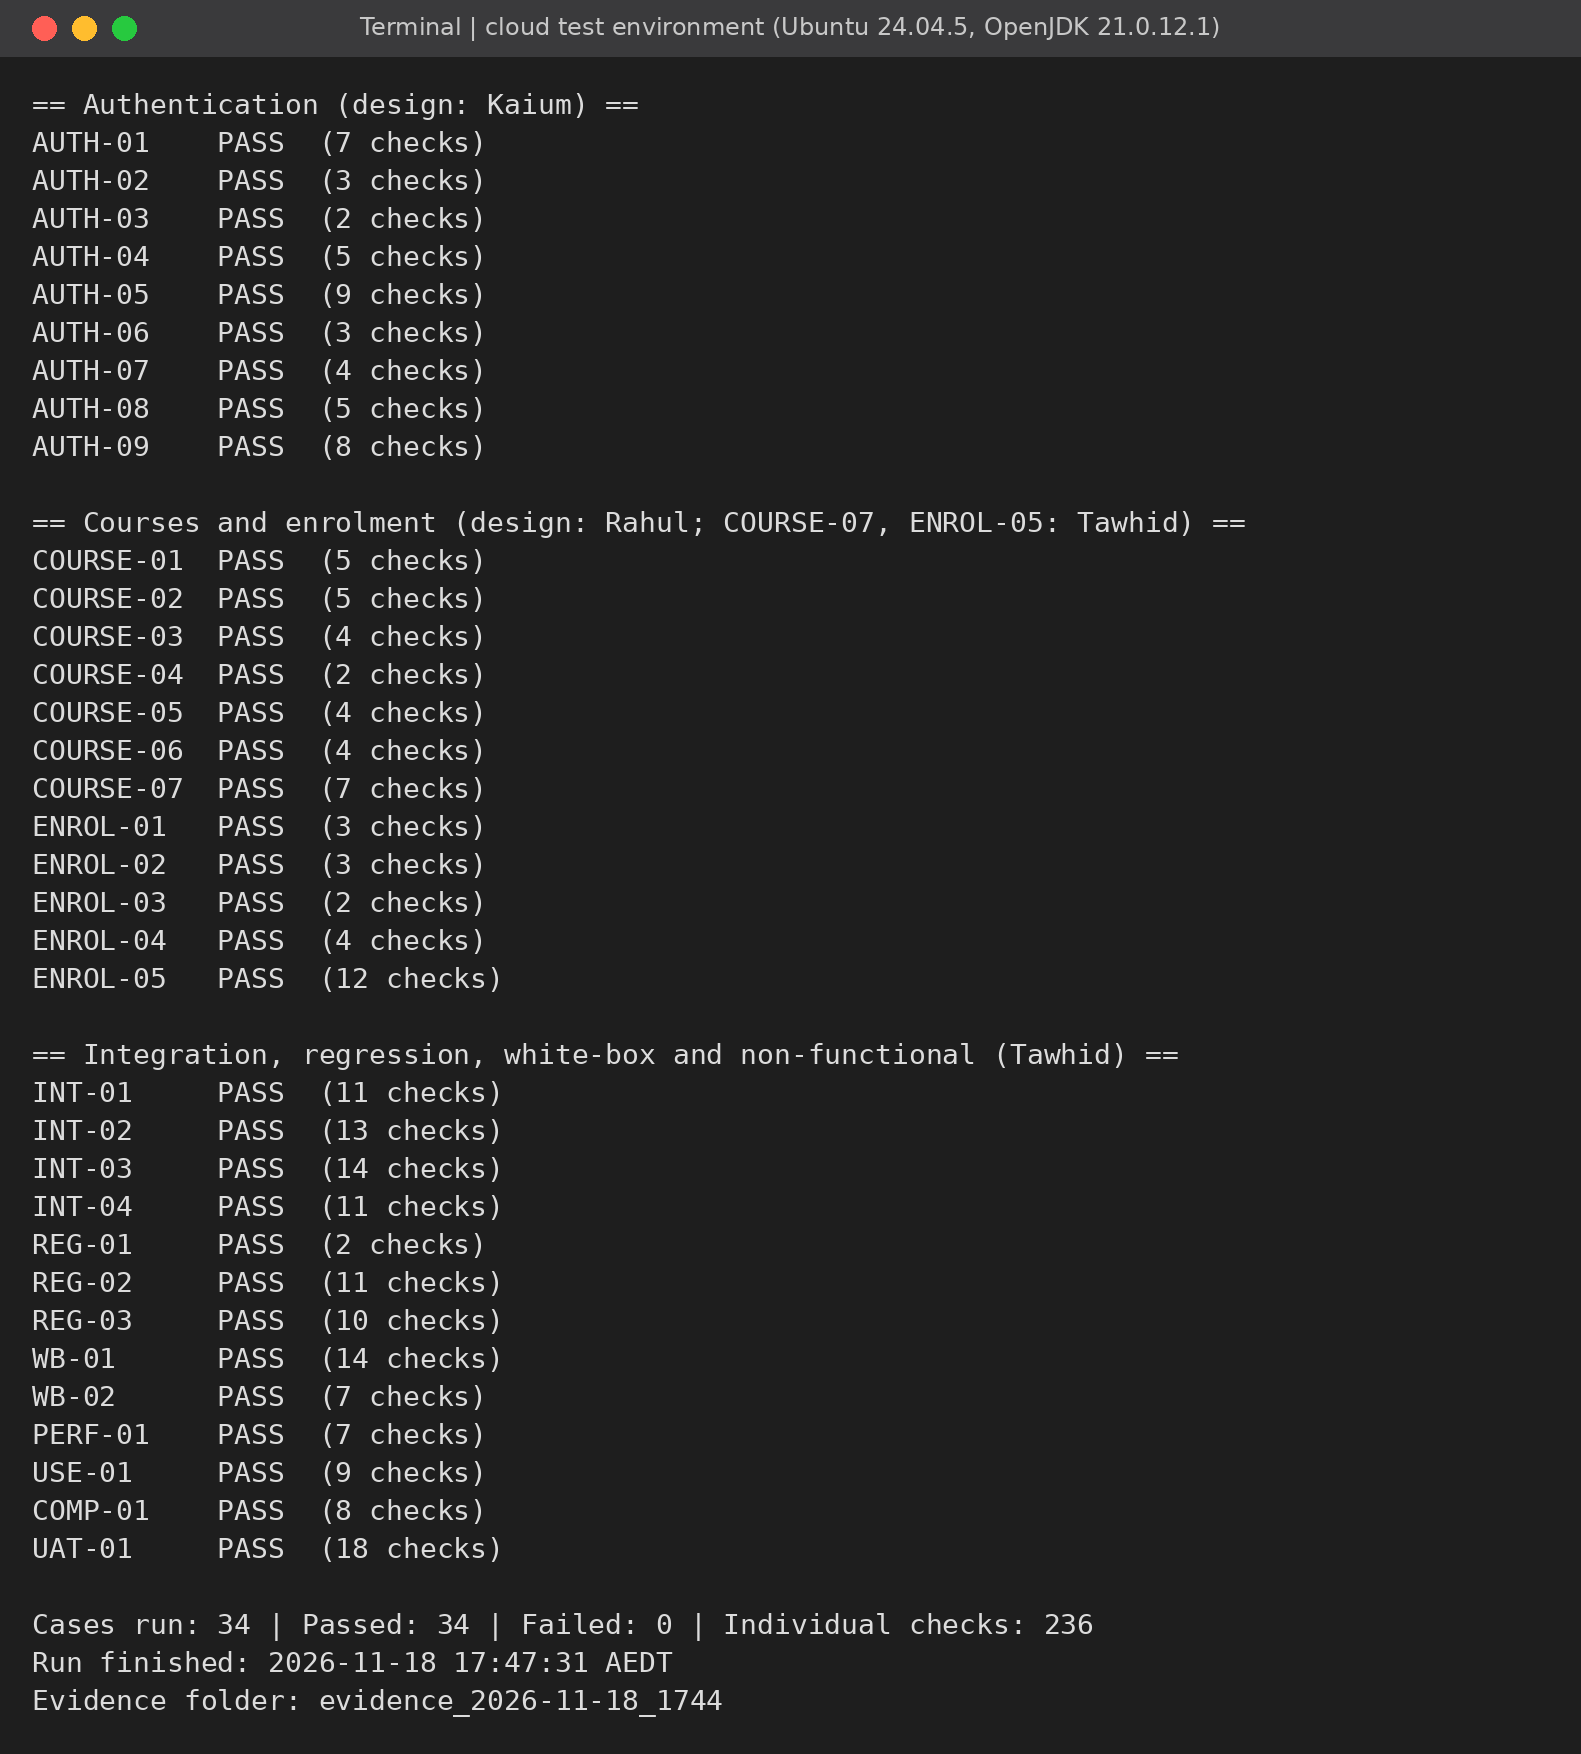 Terminal | cloud test environment (Ubuntu 24.04.5, OpenJDK 21.0.12.1)
== Authentication (design: Kaium) ==
AUTH-01    PASS  (7 checks)
AUTH-02    PASS  (3 checks)
AUTH-03    PASS  (2 checks)
AUTH-04    PASS  (5 checks)
AUTH-05    PASS  (9 checks)
AUTH-06    PASS  (3 checks)
AUTH-07    PASS  (4 checks)
AUTH-08    PASS  (5 checks)
AUTH-09    PASS  (8 checks)
== Courses and enrolment (design: Rahul; COURSE-07, ENROL-05: Tawhid) ==
COURSE-01  PASS  (5 checks)
COURSE-02  PASS  (5 checks)
COURSE-03  PASS  (4 checks)
COURSE-04  PASS  (2 checks)
COURSE-05  PASS  (4 checks)
COURSE-06  PASS  (4 checks)
COURSE-07  PASS  (7 checks)
ENROL-01   PASS  (3 checks)
ENROL-02   PASS  (3 checks)
ENROL-03   PASS  (2 checks)
ENROL-04   PASS  (4 checks)
ENROL-05   PASS  (12 checks)
== Integration, regression, white-box and non-functional (Tawhid) ==
INT-01     PASS  (11 checks)
INT-02     PASS  (13 checks)
INT-03     PASS  (14 checks)
INT-04     PASS  (11 checks)
REG-01     PASS  (2 checks)
REG-02     PASS  (11 checks)
REG-03     PASS  (10 checks)
WB-01      PASS  (14 checks)
WB-02      PASS  (7 checks)
PERF-01    PASS  (7 checks)
USE-01     PASS  (9 checks)
COMP-01    PASS  (8 checks)
UAT-01     PASS  (18 checks)
Cases run: 34 | Passed: 34 | Failed: 0 | Individual checks: 236
Run finished: 2026-11-18 17:47:31 AEDT
Evidence folder: evidence_2026-11-18_1744